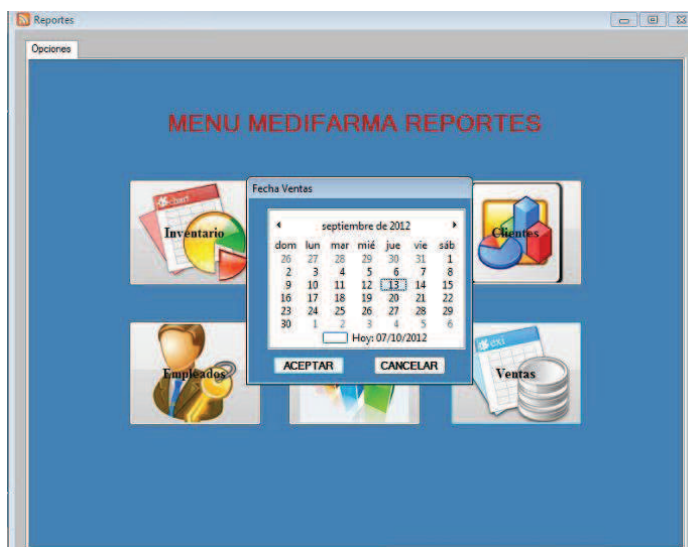 Reportes
Opciones
MENU MEDIFARMA REPORTES
Fecha Ventas
septiembre de 2012
dom lun mar mié jue vie sáb
26 27 28 29 30 31 1
2 3 4 5 6 7 8
9 10 11 12 13 14 15
16 17 18 19 20 21 22
23 24 25 26 27 28 29
30 1 2 3 4 5 6
Hoy: 07/10/2012
ACEPTAR CANCELAR
Inventario
Clientes
Empleados
dxf
Ventas